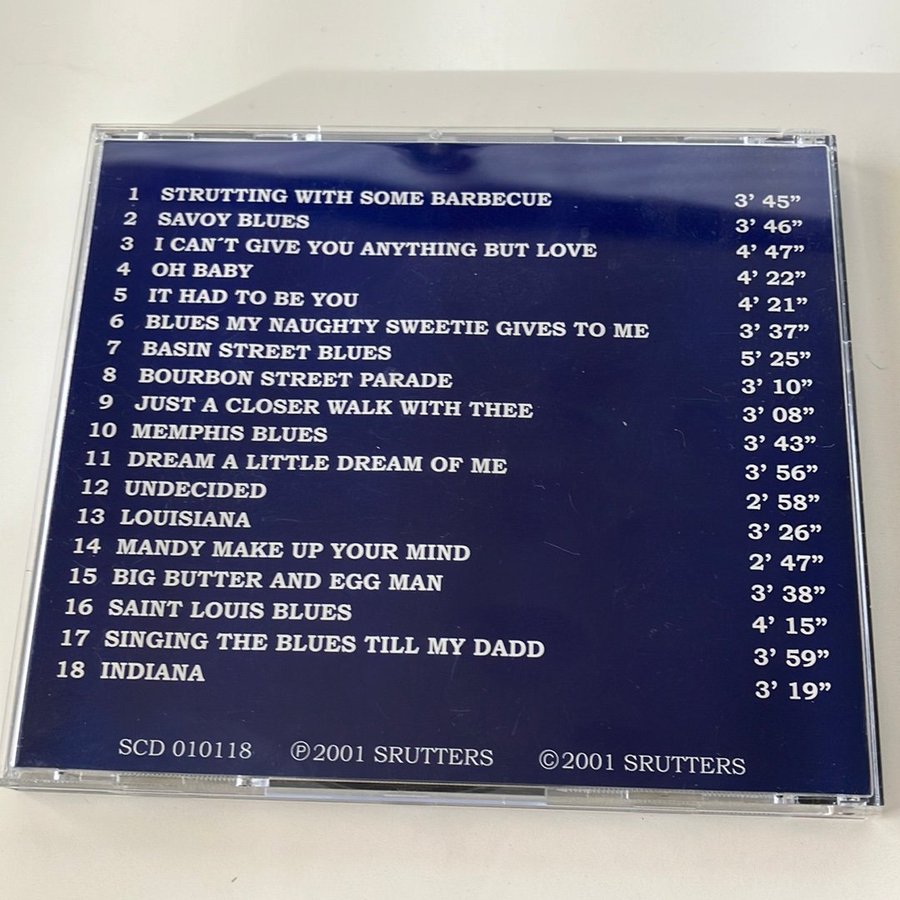 1 STRUTTING WITH SOME BARBECUE 3’ 45”
2 SAVOY BLUES 3’ 46”
3 I CAN´T GIVE YOU ANYTHING BUT LOVE 4’ 47”
4 OH BABY 4’ 22”
5 IT HAD TO BE YOU 4’ 21”
6 BLUES MY NAUGHTY SWEETIE GIVES TO ME 3’ 37”
7 BASIN STREET BLUES 5’ 25”
8 BOURBON STREET PARADE 3’ 10”
9 JUST A CLOSER WALK WITH THEE 3’ 08”
10 MEMPHIS BLUES 3’ 43”
11 DREAM A LITTLE DREAM OF ME 3’ 56”
12 UNDECIDED 2’ 58”
13 LOUISIANA 3’ 26”
14 MANDY MAKE UP YOUR MIND 2’ 47”
15 BIG BUTTER AND EGG MAN 3’ 38”
16 SAINT LOUIS BLUES 4’ 15”
17 SINGING THE BLUES TILL MY DADD 3’ 59”
18 INDIANA 3’ 19”
SCD 010118 ℗2001 SRUTTERS ©2001 SRUTTERS